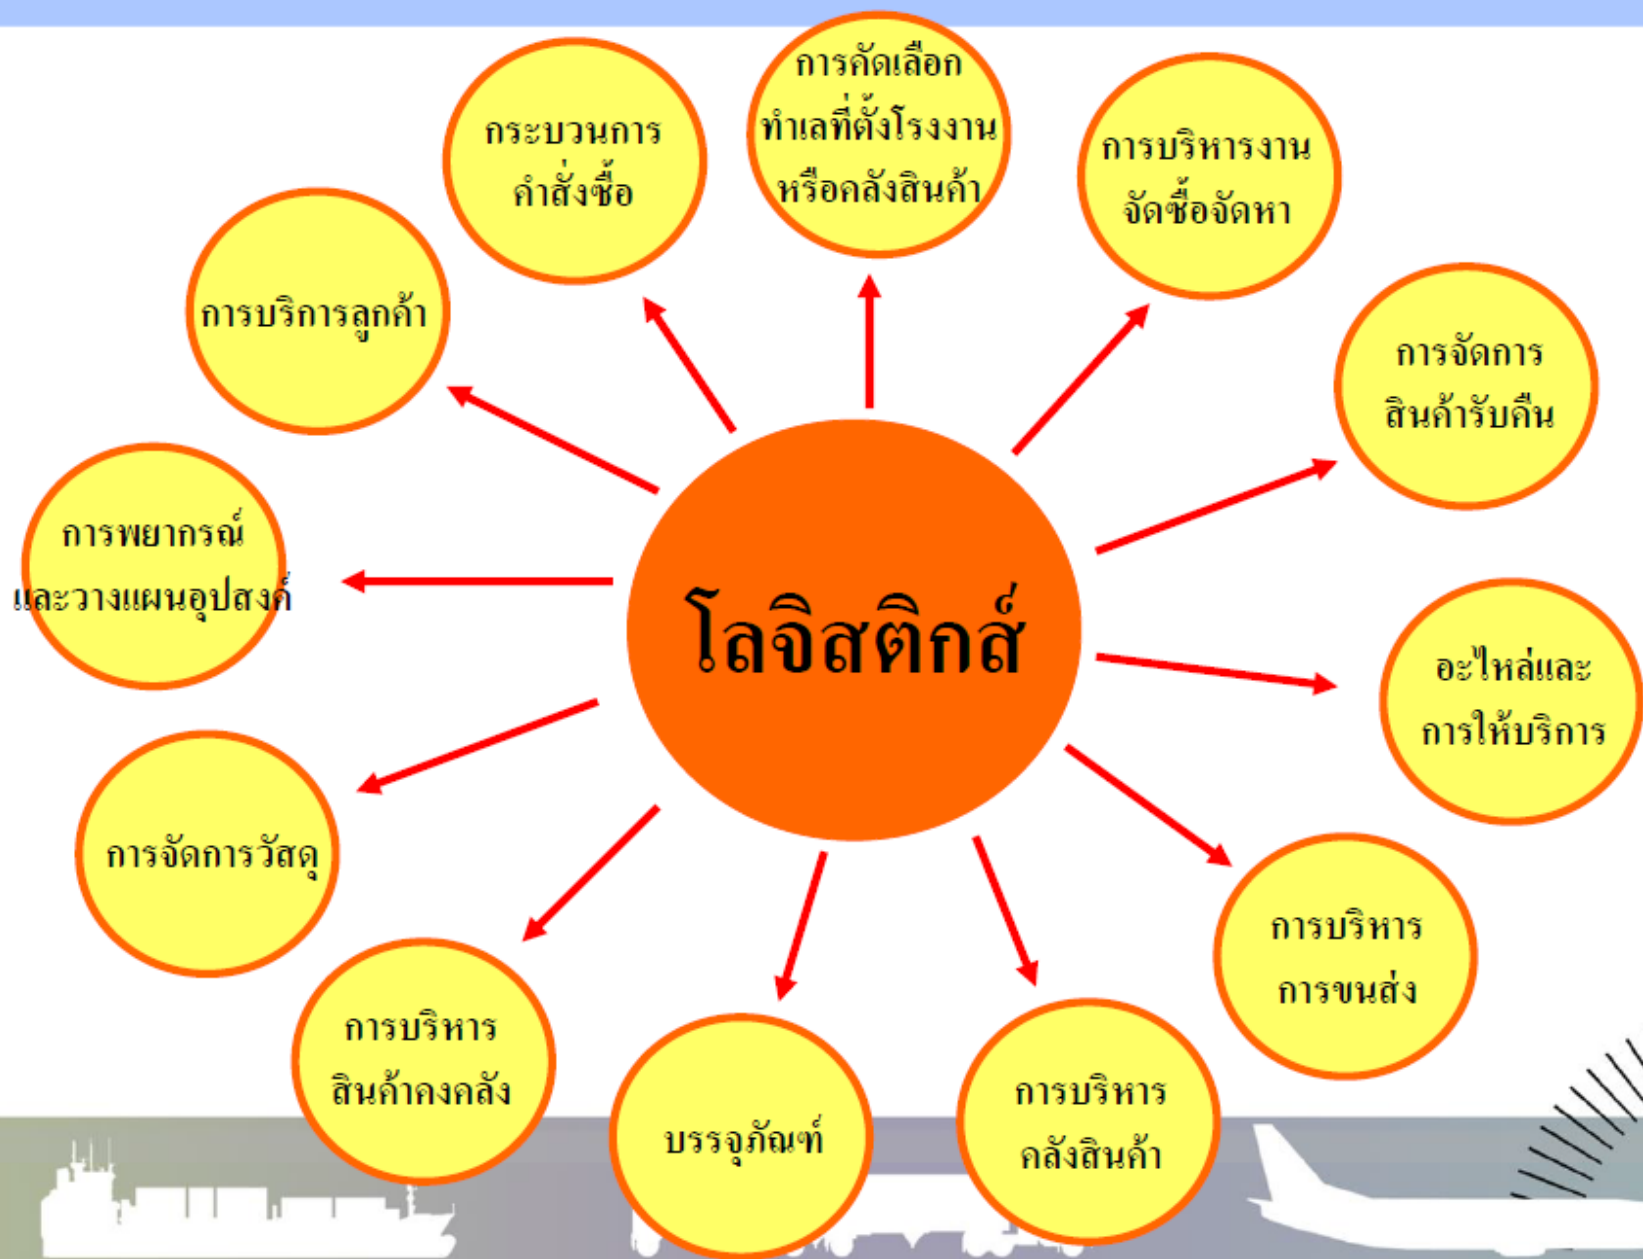 การคัดเลือก
ทำเลที่ตั้งโรงงาน
หรือคลังสินค้า
กระบวนการ
คำสั่งซื้อ
การบริหารงาน
จัดซื้อจัดหา
การบริการลูกค้า
การจัดการ
สินค้ารับคืน
การพยากรณ์
และวางแผนอุปสงค์
โลจิสติกส์
อะไหล่และ
การให้บริการ
การจัดการวัสดุ
การบริหาร
การขนส่ง
การบริหาร
สินค้าคงคลัง
บรรจุภัณฑ์
การบริหาร
คลังสินค้า